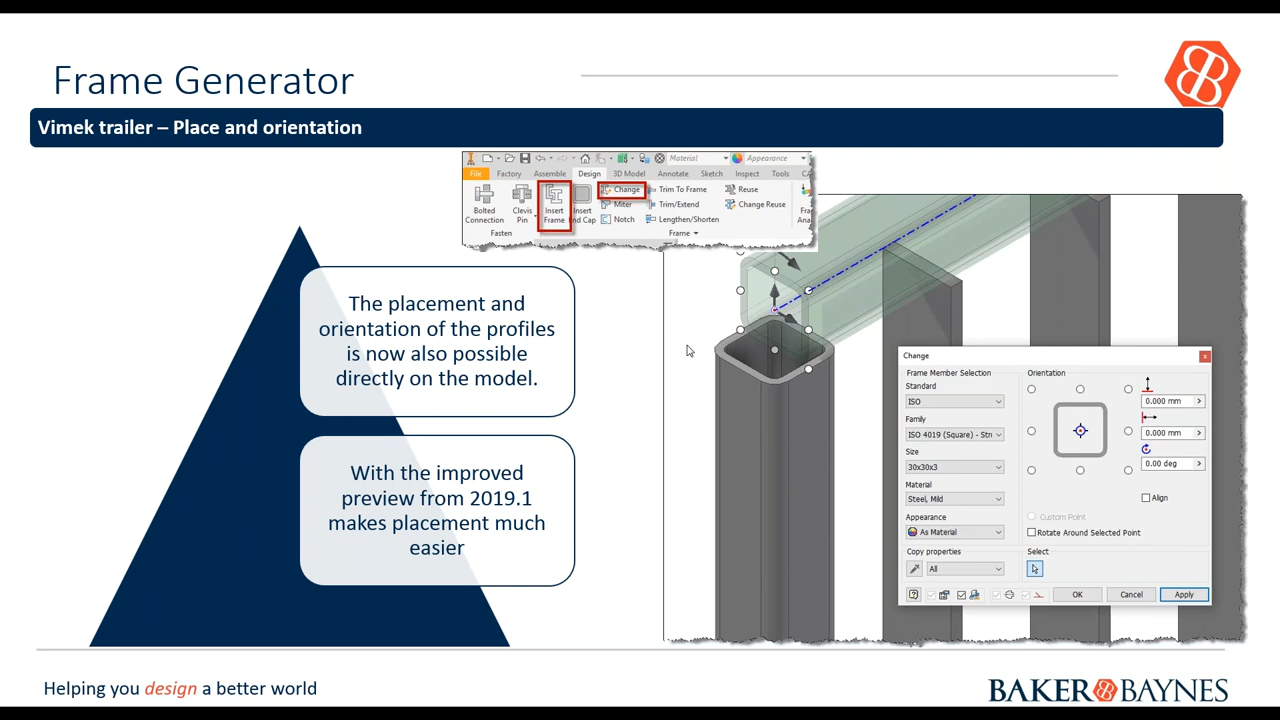 Frame Generator
Vimek trailer – Place and orientation
Material
Appearance
File Factory Assemble Design 3D Model Annotate Sketch Inspect Tools
Bolted Connection
Clevis Pin
Insert Frame
Insert End Cap
Change
Miter
Notch
Trim To Frame
Trim/Extend
Lengthen/Shorten
Reuse
Change Reuse
Fasten
Frame
The placement and
orientation of the profiles
is now also possible
directly on the model.
With the improved
preview from 2019.1
makes placement much
easier
Change
Frame Member Selection
Standard
ISO
Family
ISO 4019 (Square) - Str
Size
30x30x3
Material
Steel, Mild
Appearance
As Material
Copy properties
All
Orientation
0.000 mm
0.000 mm
0.00 deg
Align
Custom Point
Rotate Around Selected Point
Select
OK Cancel Apply
Helping you design a better world
BAKER BAYNES